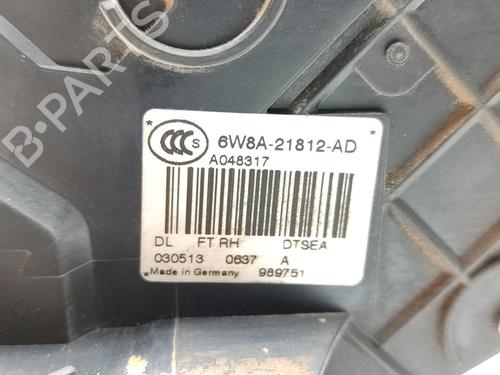 B-PARTS
CCC S 6W8A-21812-AD
A048317
DL FT RH DTSEA
030513 0637 A
Made in Germany 989751